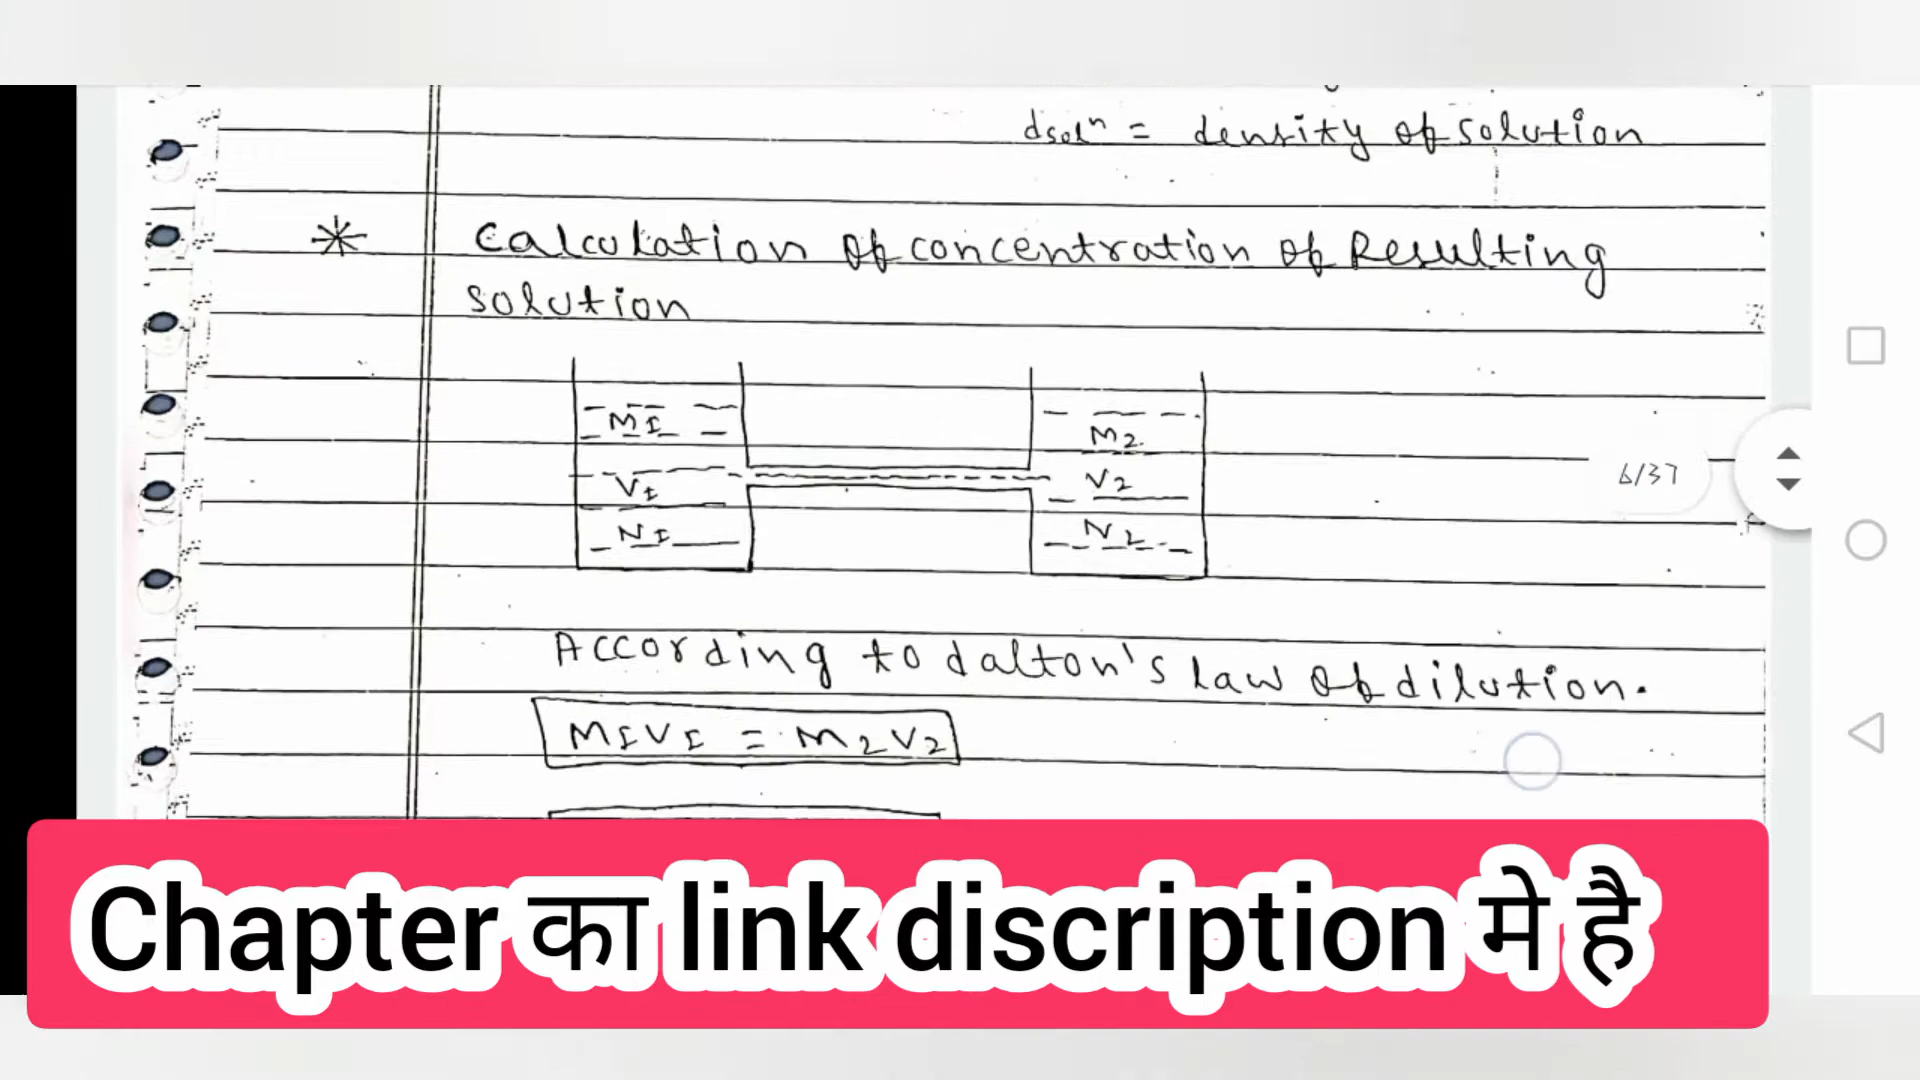 dsolⁿ = density of solution
* Calculation of concentration of Resulting
solution
M1 M2
V1 V2
N1 N2
6/37
According to dalton's law of dilution.
M1V1 = M2V2
Chapter का link discription मे है